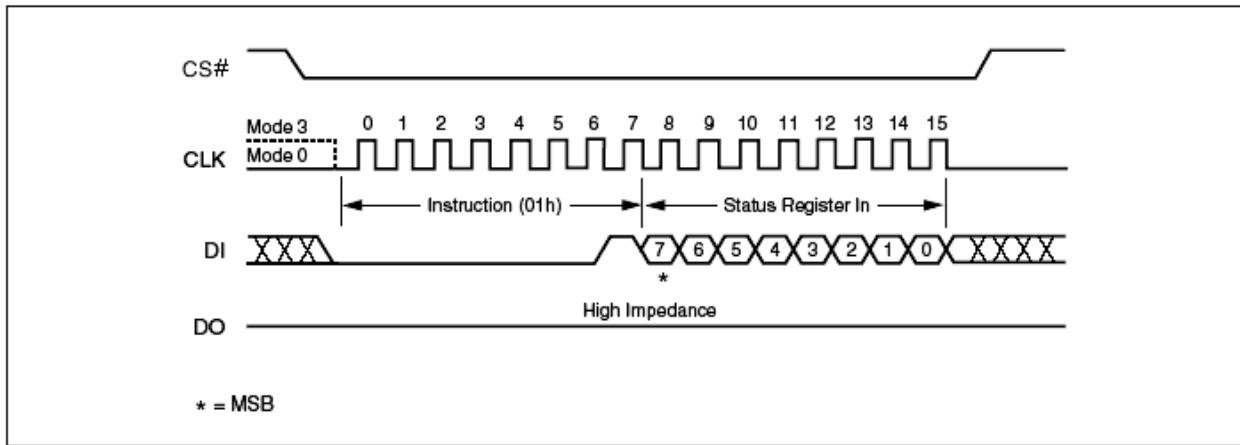 CS#
Mode 3
0 1 2 3 4 5 6 7 8 9 10 11 12 13 14 15
CLK
Mode 0
Instruction (01h)
Status Register In
DI
7 6 5 4 3 2 1 0
*
High Impedance
DO
* = MSB